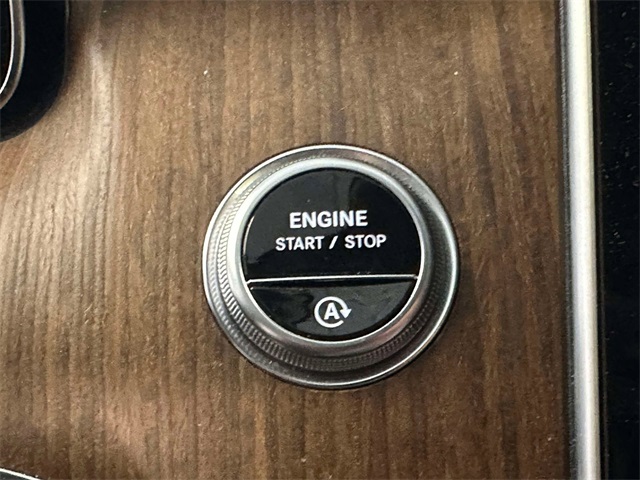 ENGINE
START / STOP
A